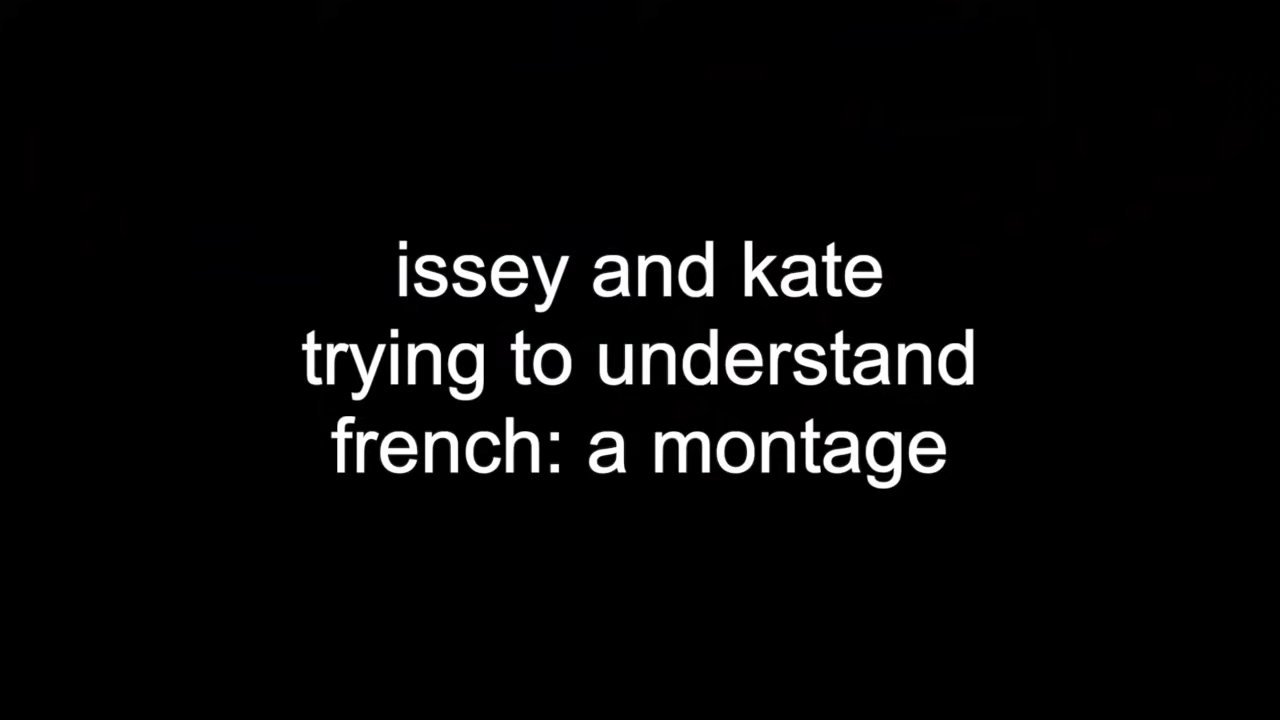 issey and kate
trying to understand
french: a montage